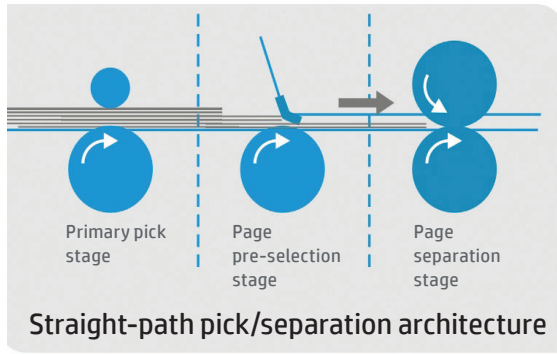 Primary pick
stage
Page
pre-selection
stage
Page
separation
stage
Straight-path pick/separation architecture